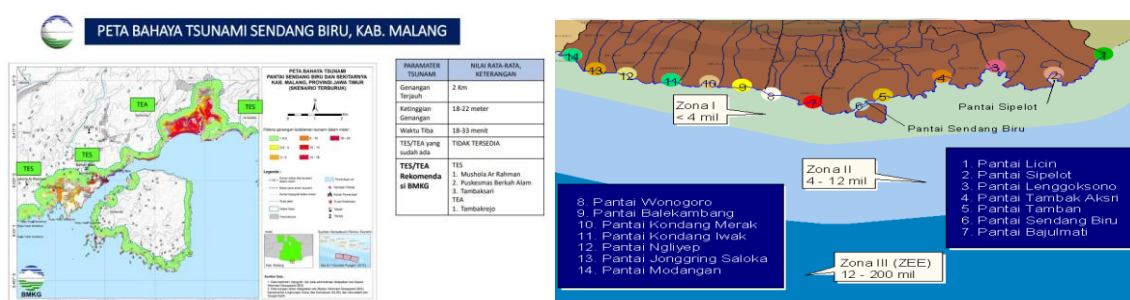 PETA BAHAYA TSUNAMI SENDANG BIRU, KAB. MALANG
PETA BAHAYA TSUNAMI
PANTAI SENDANG BIRU DAN SEKITARNYA
KAB. MALANG, PROVINSI JAWA TIMUR
(SKENARIO TERBURUK)
TEA
TES
TES
TES
Legenda :
BMKG
PARAMATER TSUNAMI
NILAI RATA-RATA, KETERANGAN
Genangan Terjauh
2 Km
Ketinggian Genangan
18-22 meter
Waktu Tiba
18-33 menit
TES/TEA yang sudah ada
TIDAK TERSEDIA
TES/TEA Rekomendasi BMKG
TES
1. Mushola Ar Rahman
2. Puskesmas Berkah Alam
3. Tambaksari
TEA
1. Tambakrejo
14
13
12
11
10
9
8
7
6
5
4
3
2
1
Zona I
< 4 mil
Pantai Sipelot
Pantai Sendang Biru
Zona II
4 - 12 mil
Zona III (ZEE)
12 - 200 mil
8. Pantai Wonogoro
9. Pantai Balekambang
10. Pantai Kondang Merak
11. Pantai Kondang Iwak
12. Pantai Ngliyep
13. Pantai Jonggring Saloka
14. Pantai Modangan
1. Pantai Licin
2. Pantai Sipelot
3. Pantai Lenggoksono
4. Pantai Tambak Aksri
5. Pantai Tamban
6. Pantai Sendang Biru
7. Pantai Bajulmati